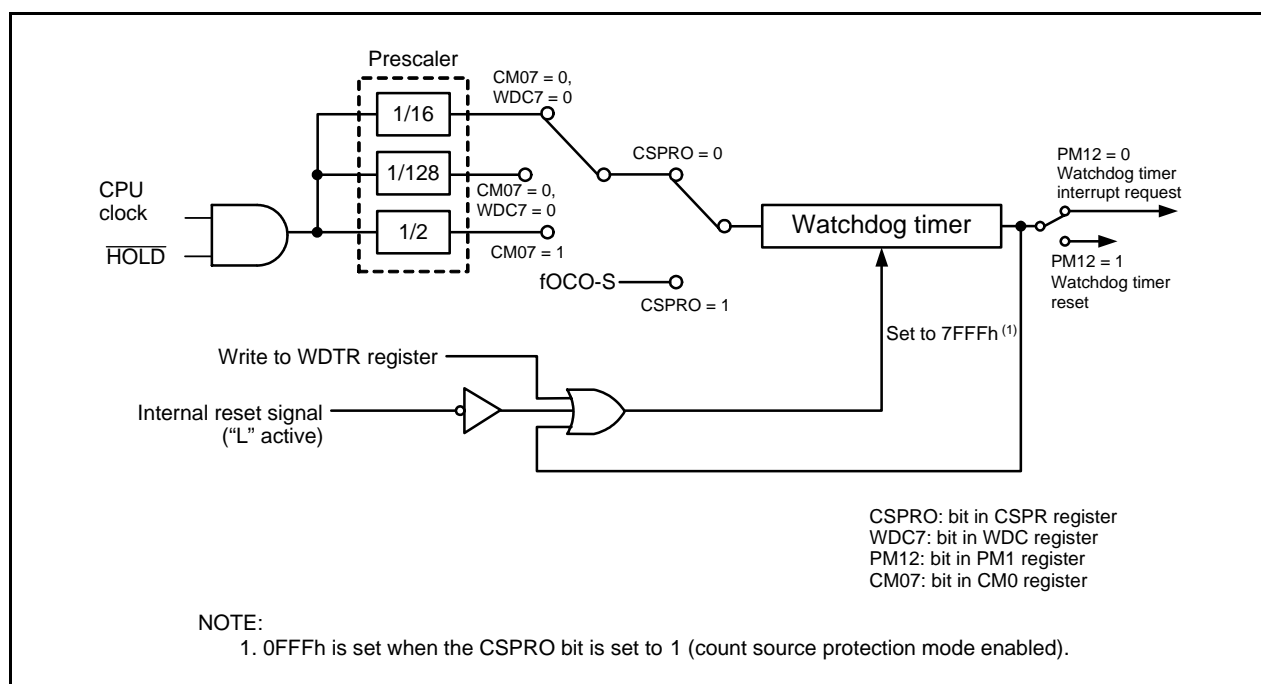 Prescaler
CM07 = 0,
WDC7 = 0
1/16
CSPRO = 0
PM12 = 0
Watchdog timer
interrupt request
CPU
clock
1/128
CM07 = 0,
WDC7 = 0
HOLD
1/2
CM07 = 1
Watchdog timer
PM12 = 1
Watchdog timer
reset
fOCO-S
CSPRO = 1
Set to 7FFFh (1)
Write to WDTR register
Internal reset signal
(“L” active)
CSPRO: bit in CSPR register
WDC7: bit in WDC register
PM12: bit in PM1 register
CM07: bit in CM0 register
NOTE:
1. 0FFFh is set when the CSPRO bit is set to 1 (count source protection mode enabled).